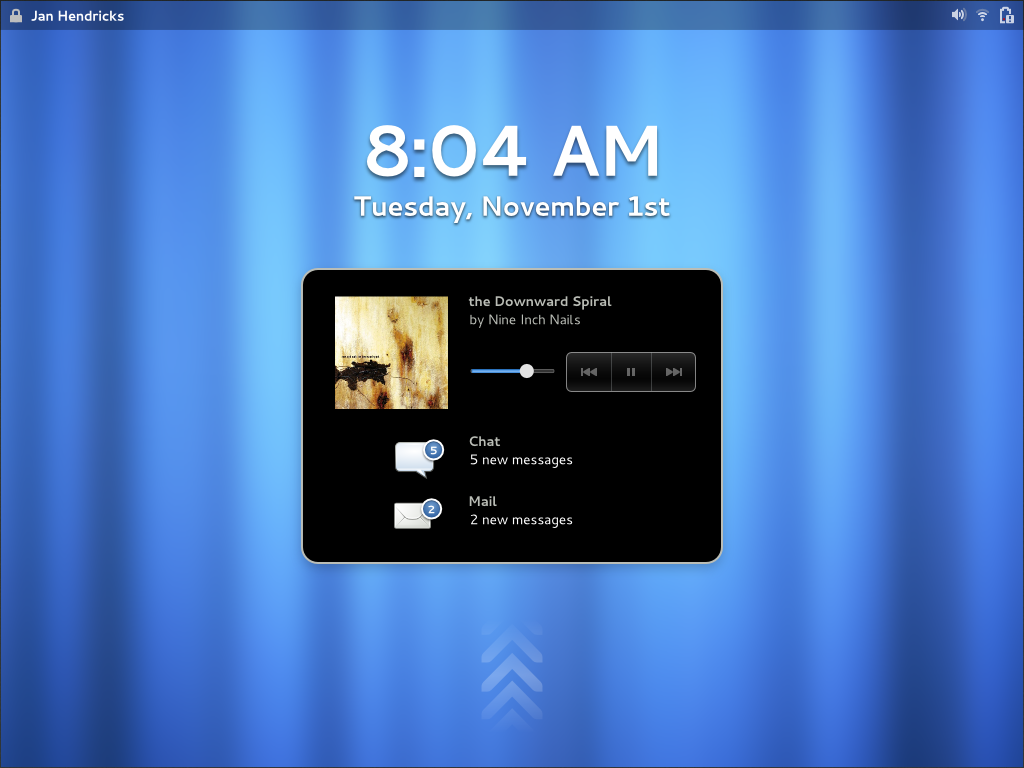 Jan Hendricks
8:04 AM
Tuesday, November 1st
the Downward Spiral
by Nine Inch Nails
5
Chat
5 new messages
2
Mail
2 new messages